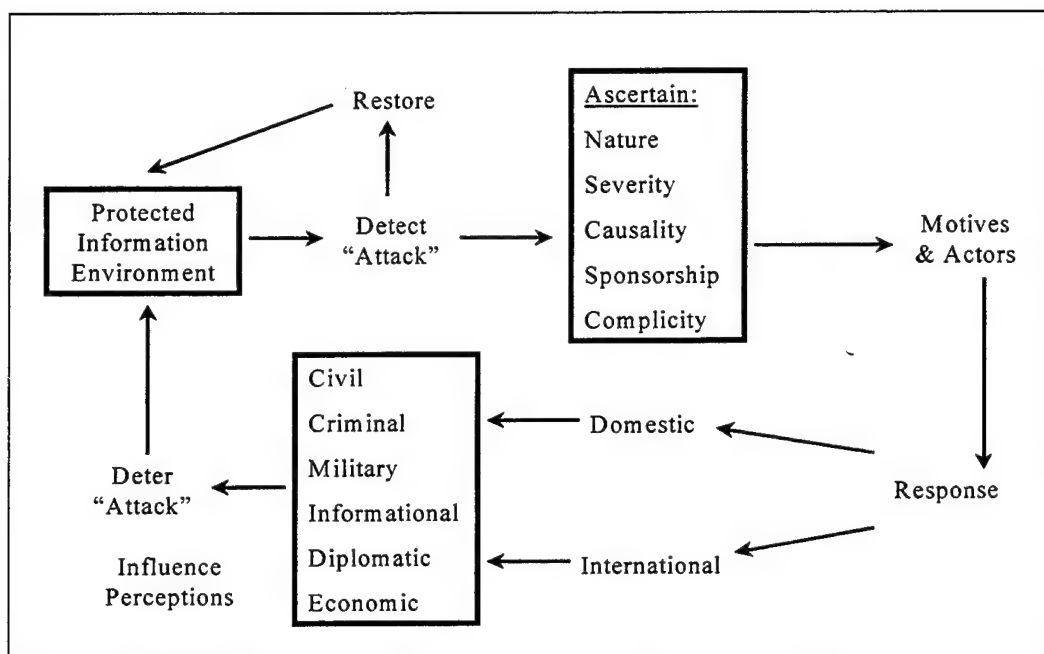 Restore
Protected
Information
Environment
Detect
“Attack”
Ascertain:
Nature
Severity
Causality
Sponsorship
Complicity
Motives
& Actors
Response
Domestic
International
Civil
Criminal
Military
Informational
Diplomatic
Economic
Deter
“Attack”
Influence
Perceptions